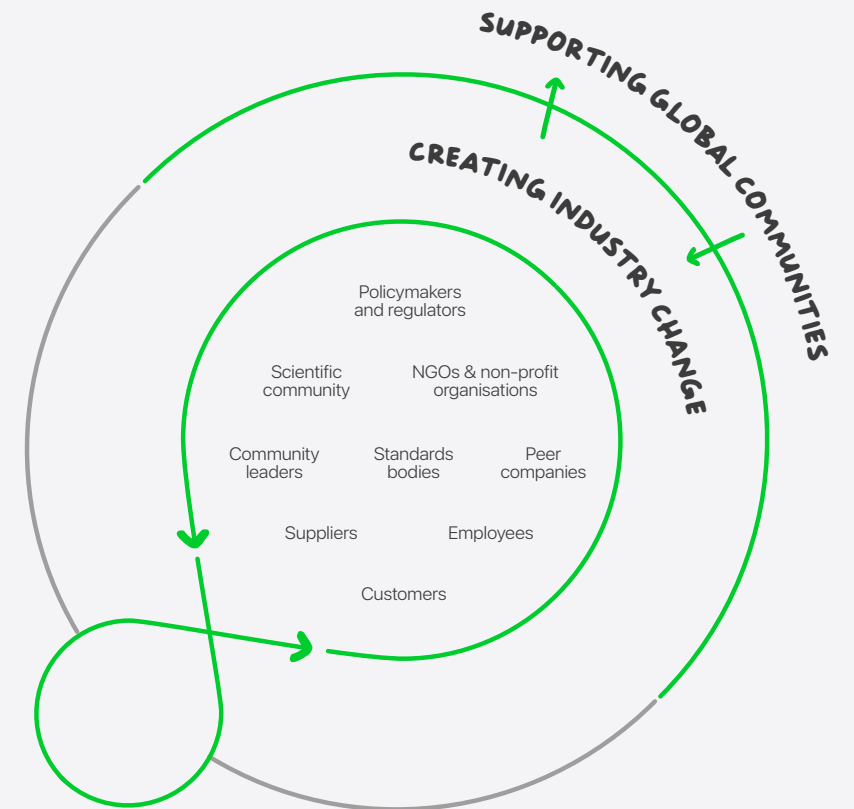 SUPPORTING GLOBAL COMMUNITIES
CREATING INDUSTRY CHANGE
Policymakers
and regulators
Scientific
community
NGOs & non-profit
organisations
Community
leaders
Standards
bodies
Peer
companies
Suppliers
Employees
Customers